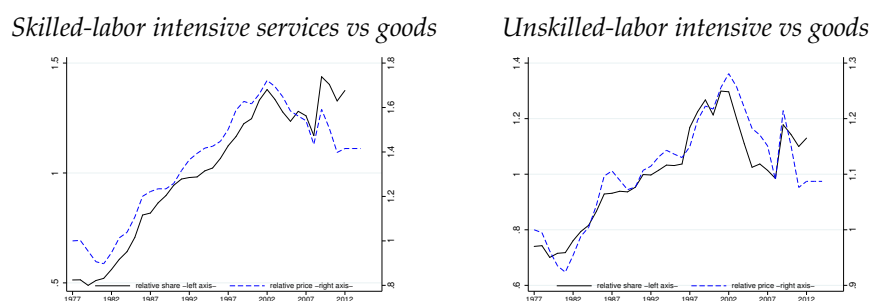 Skilled-labor intensive services vs goods
Unskilled-labor intensive vs goods
1.5
1
.5
1.8
1.6
1.4
1.2
1
.8
relative share –left axis–
relative price –right axis–
1977 1982 1987 1992 1997 2002 2007 2012
1.4
1.2
1
.8
.6
1.3
1.2
1.1
1
.9
relative share –left axis–
relative price –right axis–
1977 1982 1987 1992 1997 2002 2007 2012